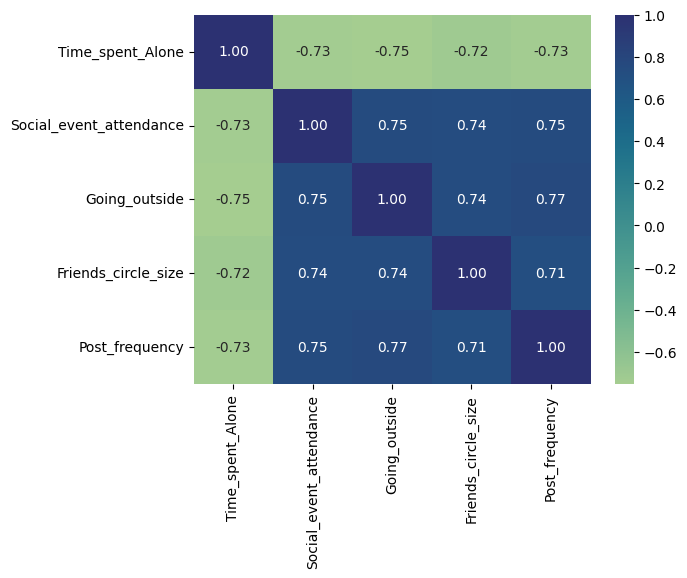 Time_spent_Alone 1.00 -0.73 -0.75 -0.72 -0.73
Social_event_attendance -0.73 1.00 0.75 0.74 0.75
Going_outside -0.75 0.75 1.00 0.74 0.77
Friends_circle_size -0.72 0.74 0.74 1.00 0.71
Post_frequency -0.73 0.75 0.77 0.71 1.00
Time_spent_Alone
Social_event_attendance
Going_outside
Friends_circle_size
Post_frequency
1.0
0.8
0.6
0.4
0.2
0.0
−0.2
−0.4
−0.6